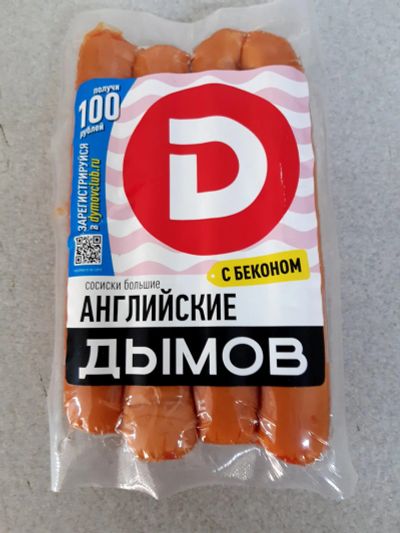 получи
100
рублей
ЗАРЕГИСТРИРУЙСЯ
в dymovclub.ru
D
С БЕКОНОМ
сосиски большие
АНГЛИЙСКИЕ
ДЫМОВ